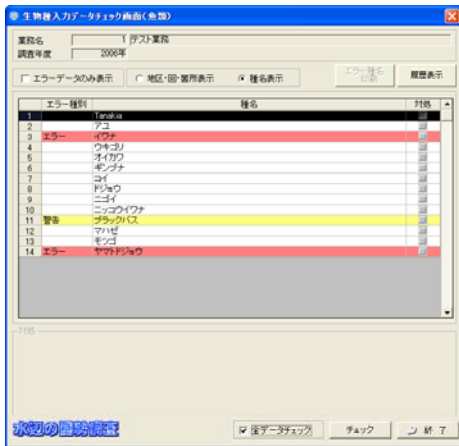 生物種入力データチェック画面(魚類)
業務名 1 テスト業務
調査年度 2006年
エラーデータのみ表示 地区・回・箇所表示 種名表示 エラー種名印刷 履歴表示
エラー種別 種名 対処
1 Tanakia
2 アユ
3 エラー イワナ
4 ウキゴリ
5 オイカワ
6 ギンブナ
7 コイ
8 ドジョウ
9 ニゴイ
10 ニッコウイワナ
11 警告 ブラックバス
12 マハゼ
13 モツゴ
14 エラー ヤマトドジョウ
対処
水辺の国勢調査 全データチェック チェック 終 了